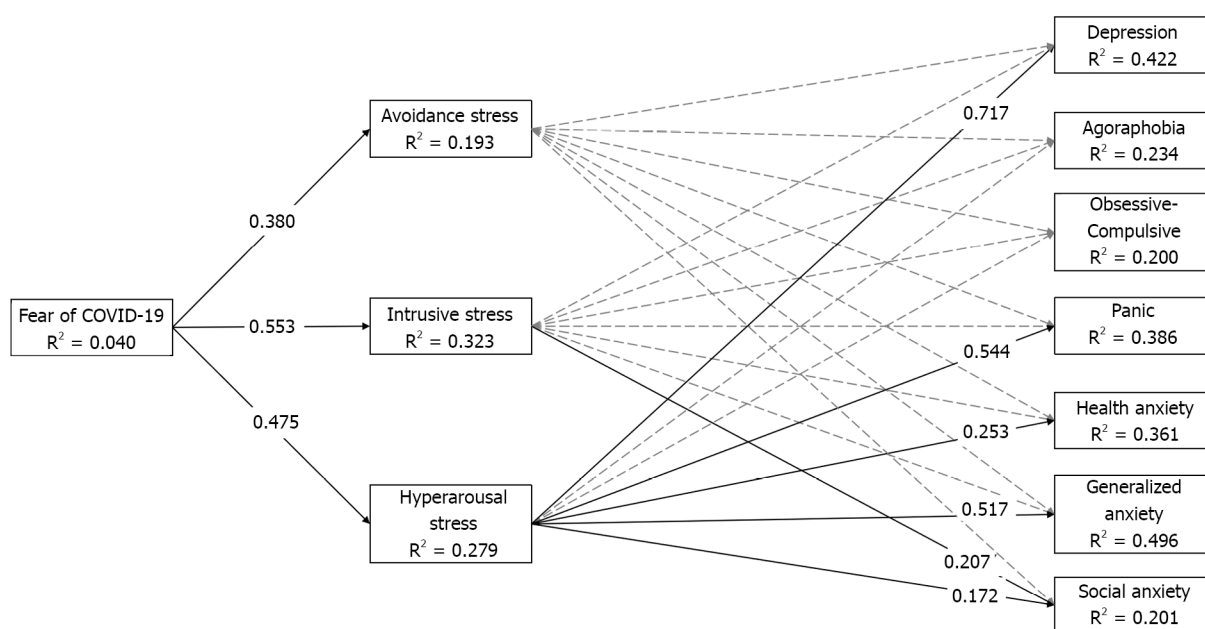 Fear of COVID-19
R² = 0.040
0.380
0.553
0.475
Avoidance stress
R² = 0.193
Intrusive stress
R² = 0.323
Hyperarousal
stress
R² = 0.279
0.717
0.544
0.253
0.517
0.207
0.172
Depression
R² = 0.422
Agoraphobia
R² = 0.234
Obsessive-
Compulsive
R² = 0.200
Panic
R² = 0.386
Health anxiety
R² = 0.361
Generalized
anxiety
R² = 0.496
Social anxiety
R² = 0.201